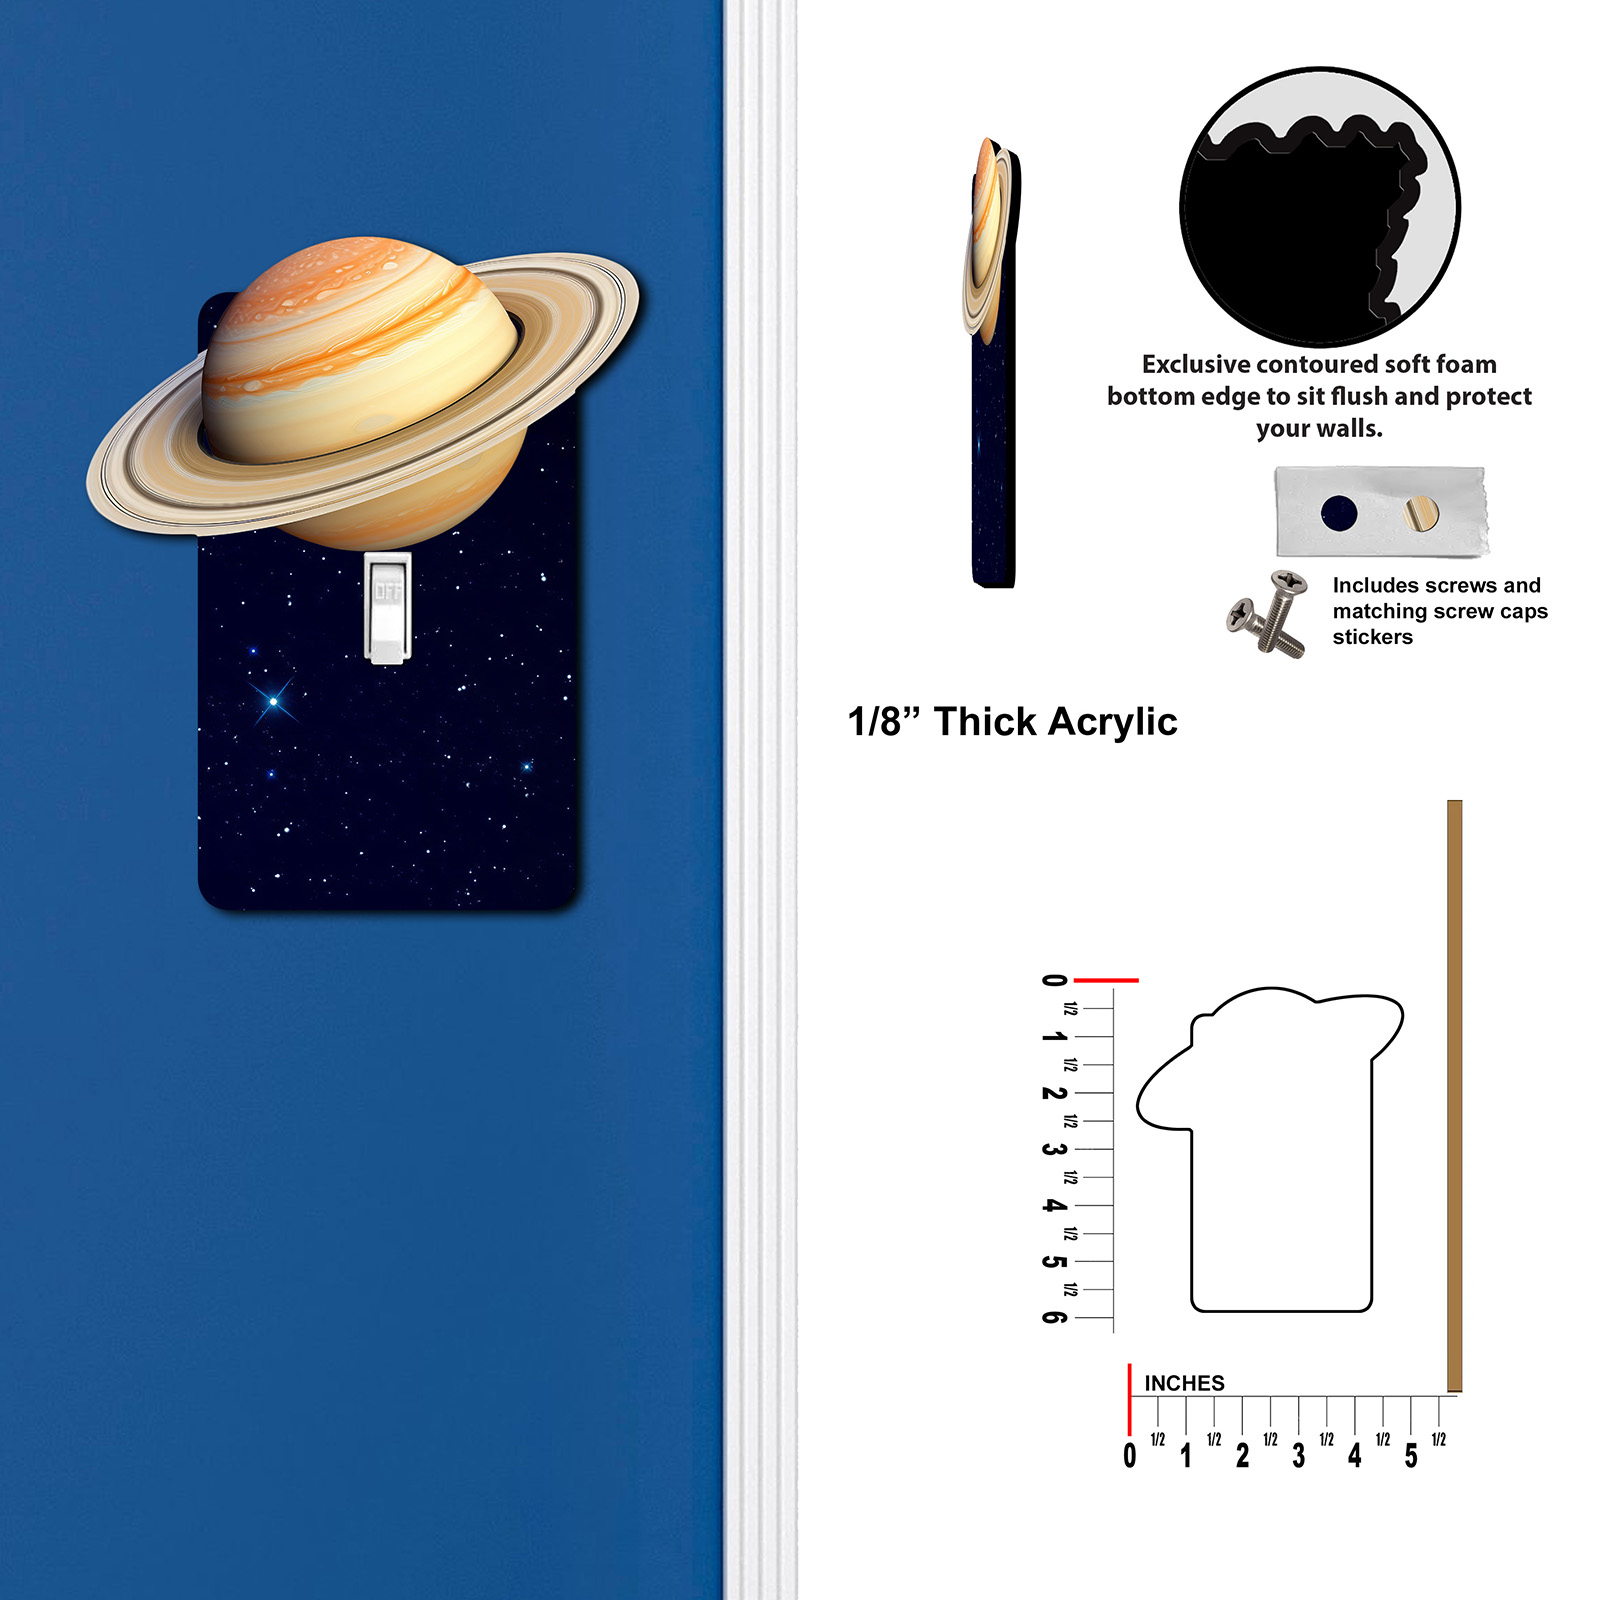 OFF
Exclusive contoured soft foam
bottom edge to sit flush and protect
your walls.
Includes screws and
matching screw caps
stickers
1/8” Thick Acrylic
0
1/2
1
1/2
2
1/2
3
1/2
4
1/2
5
1/2
6
INCHES
0 1/2 1 1/2 2 1/2 3 1/2 4 1/2 5 1/2